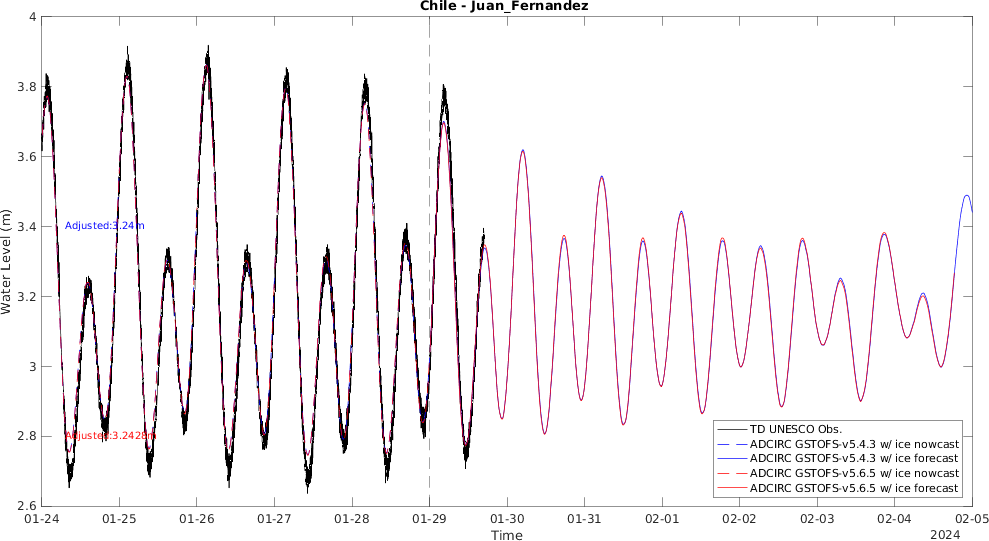 Chile - Juan_Fernandez
4
3.8
3.6
3.4
3.2
3
2.8
2.6
Water Level (m)
Adjusted:3.24m
Adjusted:3.2428m
01-24
01-25
01-26
01-27
01-28
01-29
01-30
01-31
02-01
02-02
02-03
02-04
02-05
Time
2024
TD UNESCO Obs.
ADCIRC GSTOFS-v5.4.3 w/ ice nowcast
ADCIRC GSTOFS-v5.4.3 w/ ice forecast
ADCIRC GSTOFS-v5.6.5 w/ ice nowcast
ADCIRC GSTOFS-v5.6.5 w/ ice forecast